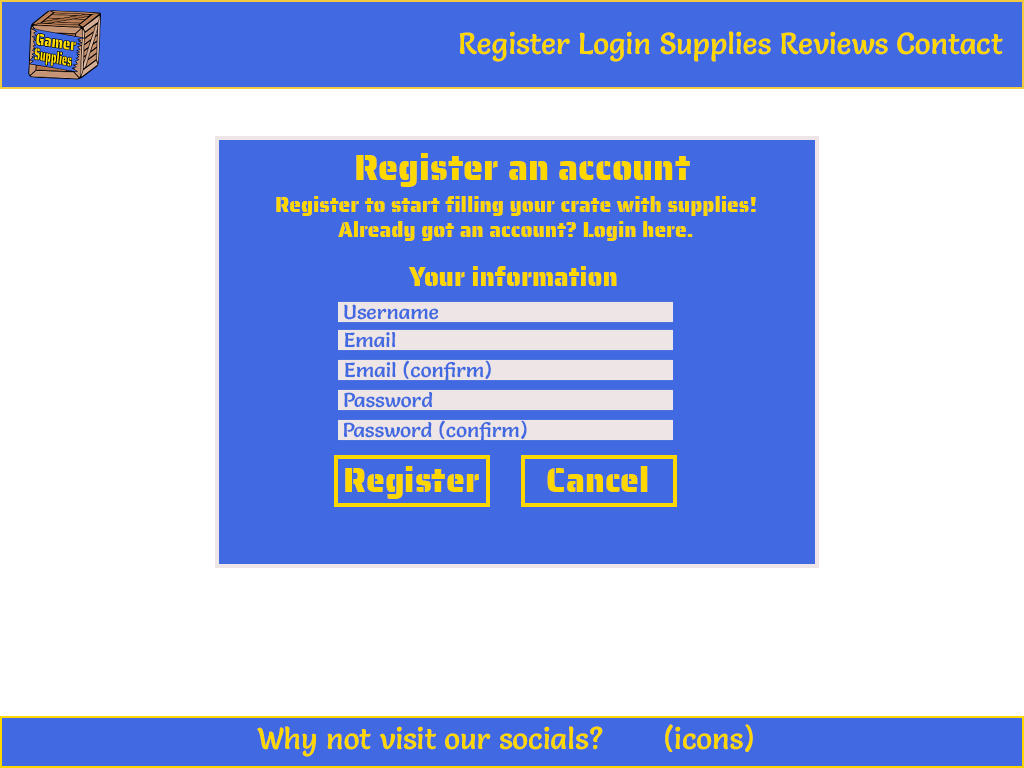 Gamer
Supplies
Register Login Supplies Reviews Contact
Register an account
Register to start filling your crate with supplies!
Already got an account? Login here.
Your information
Username
Email
Email (confirm)
Password
Password (confirm)
Register Cancel
Why not visit our socials? (icons)